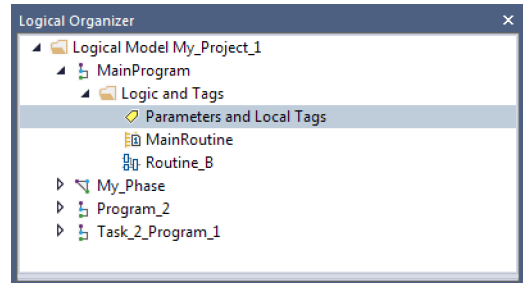 Logical Organizer
Logical Model My_Project_1
MainProgram
Logic and Tags
Parameters and Local Tags
MainRoutine
Routine_B
My_Phase
Program_2
Task_2_Program_1